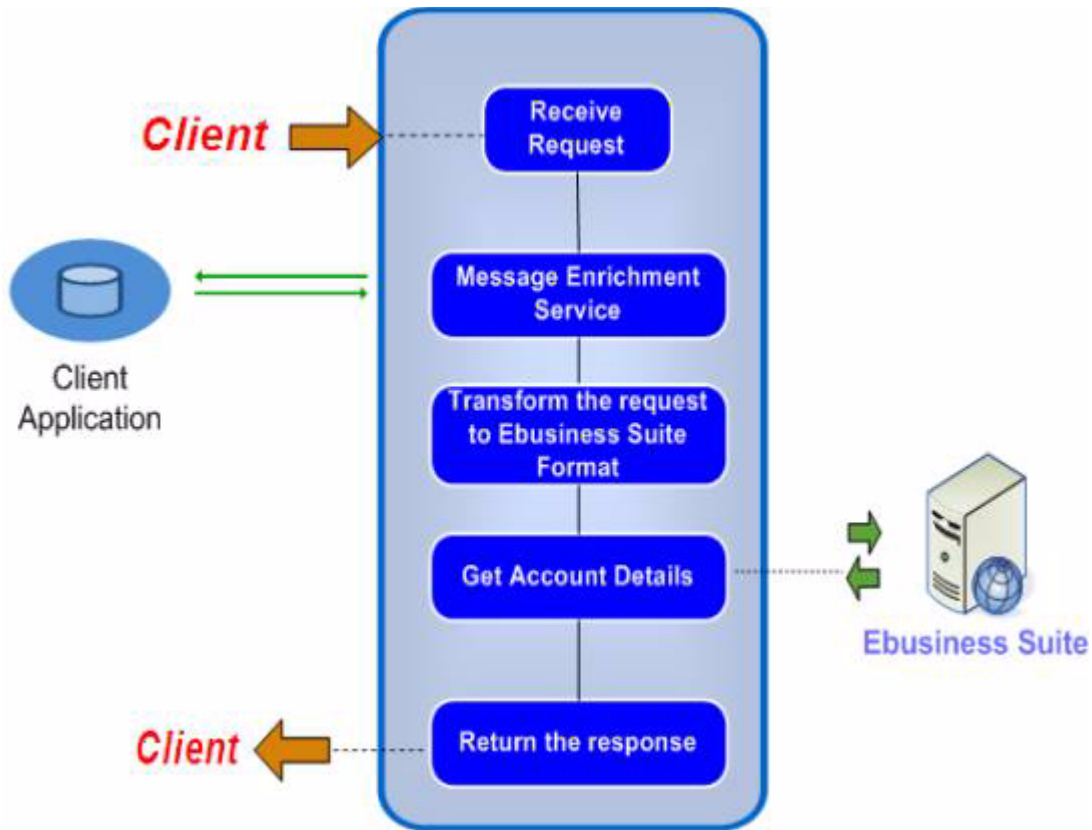 Client
Receive
Request
Message Enrichment
Service
Client
Application
Transform the request
to Ebusiness Suite
Format
Get Account Details
Ebusiness Suite
Client
Return the response